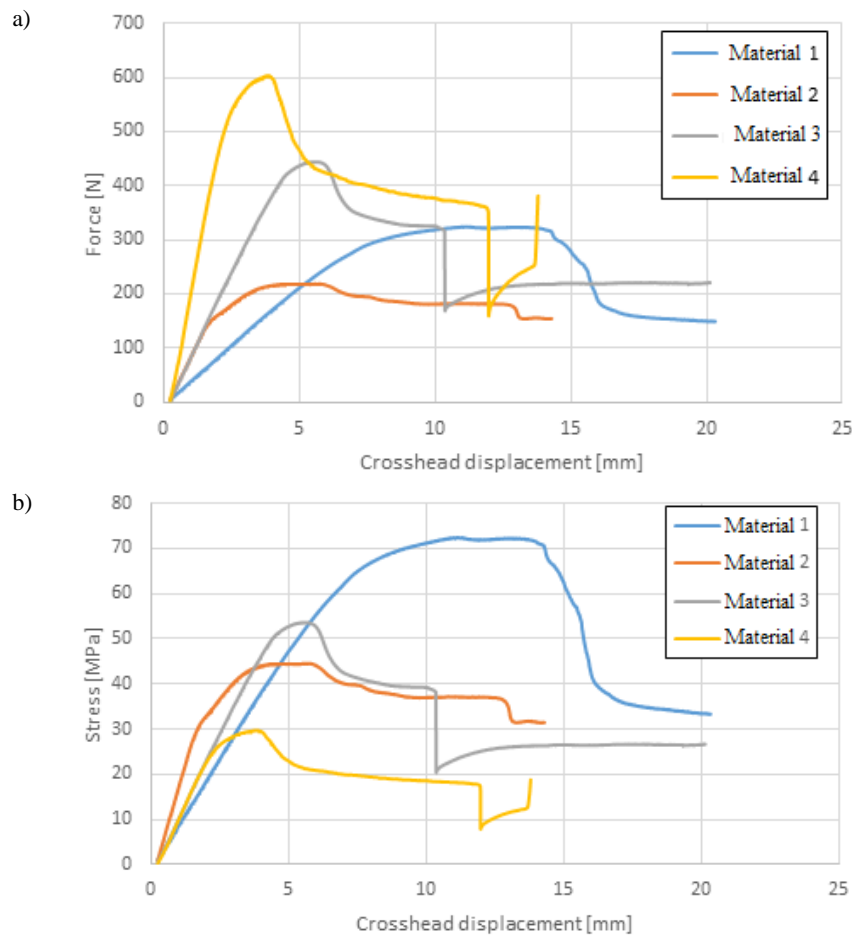 a)
700
600
500
400
300
200
100
0
Force [N]
0 5 10 15 20 25
Crosshead displacement [mm]
Material 1
Material 2
Material 3
Material 4
b)
80
70
60
50
40
30
20
10
0
Stress [MPa]
0 5 10 15 20 25
Crosshead displacement [mm]
Material 1
Material 2
Material 3
Material 4